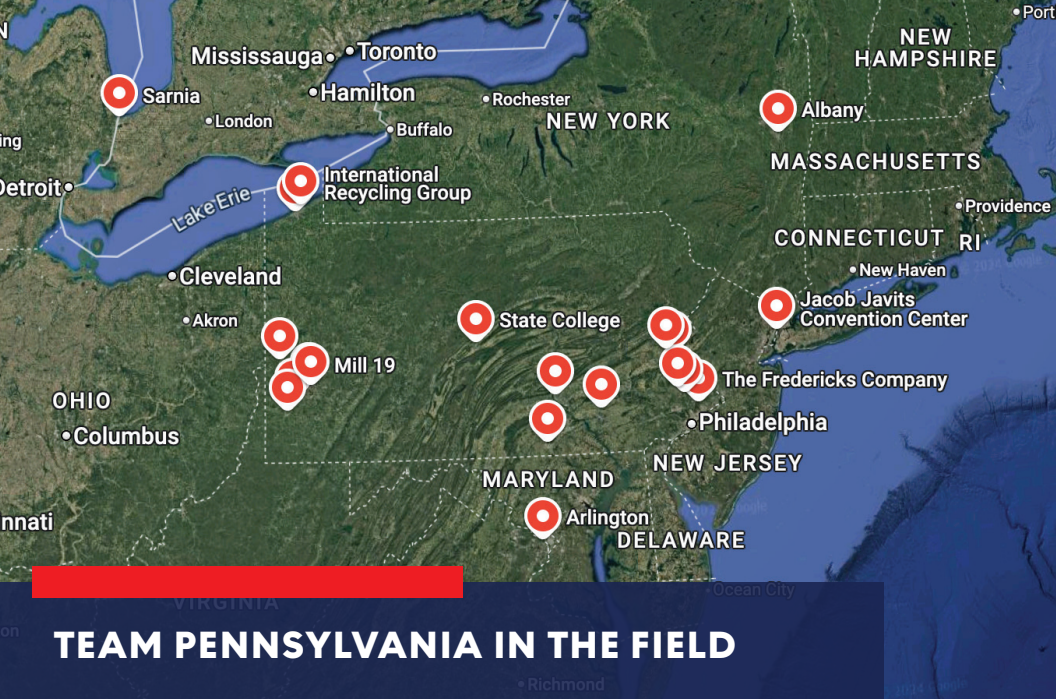 Port
N
NEW
HAMPSHIRE
Mississauga
Toronto
Sarnia
Hamilton
Rochester
Albany
London
NEW YORK
Buffalo
ing
MASSACHUSETTS
Detroit
International
Recycling Group
Lake Erie
Providence
CONNECTICUT
RI
New Haven
Cleveland
Jacob Javits
Convention Center
Akron
State College
Mill 19
The Fredericks Company
OHIO
Philadelphia
Columbus
NEW JERSEY
MARYLAND
nnati
Arlington
DELAWARE
Ocean City
VIRGINIA
on
TEAM PENNSYLVANIA IN THE FIELD
Richmond